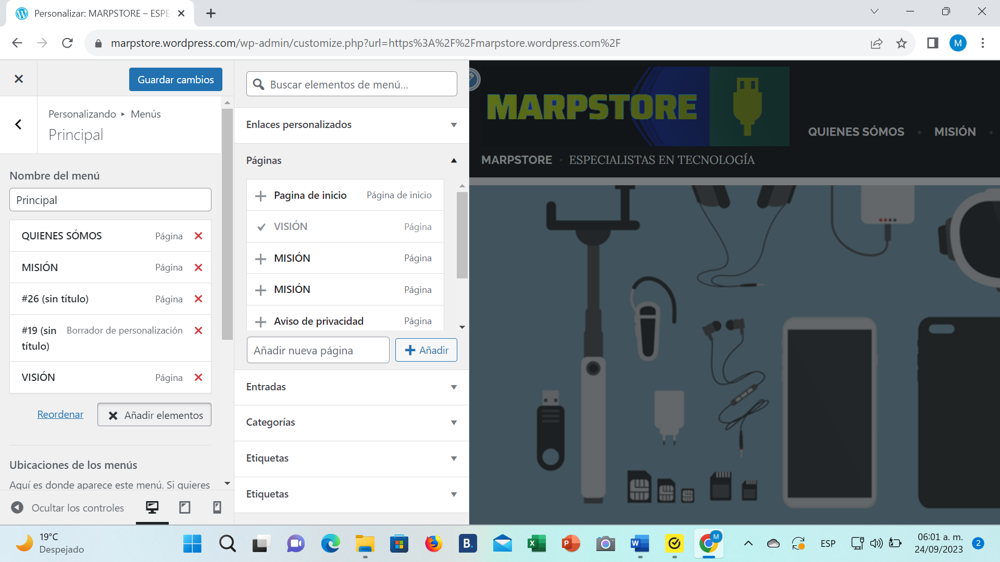 Personalizar: MARPSTORE – ESPE
marpstore.wordpress.com/wp-admin/customize.php?url=https%3A%2F%2Fmarpstore.wordpress.com%2F
M
Guardar cambios
Personalizando ▸ Menús
Principal
Nombre del menú
Principal
QUIENES SÓMOS Página
MISIÓN Página
#26 (sin título) Página
#19 (sin título) Borrador de personalización
VISIÓN Página
Reordenar
Añadir elementos
Ubicaciones de los menús
Aquí es donde aparece este menú. Si quieres
Ocultar los controles
Buscar elementos de menú...
Enlaces personalizados
Páginas
Pagina de inicio Página de inicio
VISIÓN Página
MISIÓN Página
MISIÓN Página
Aviso de privacidad Página
Añadir nueva página
Añadir
Entradas
Categorías
Etiquetas
Etiquetas
MARPSTORE
QUIENES SÓMOS • MISIÓN •
MARPSTORE • ESPECIALISTAS EN TECNOLOGÍA
19°C
Despejado
B.
X
P
W
M
ESP
06:01 a. m.
24/09/2023
2